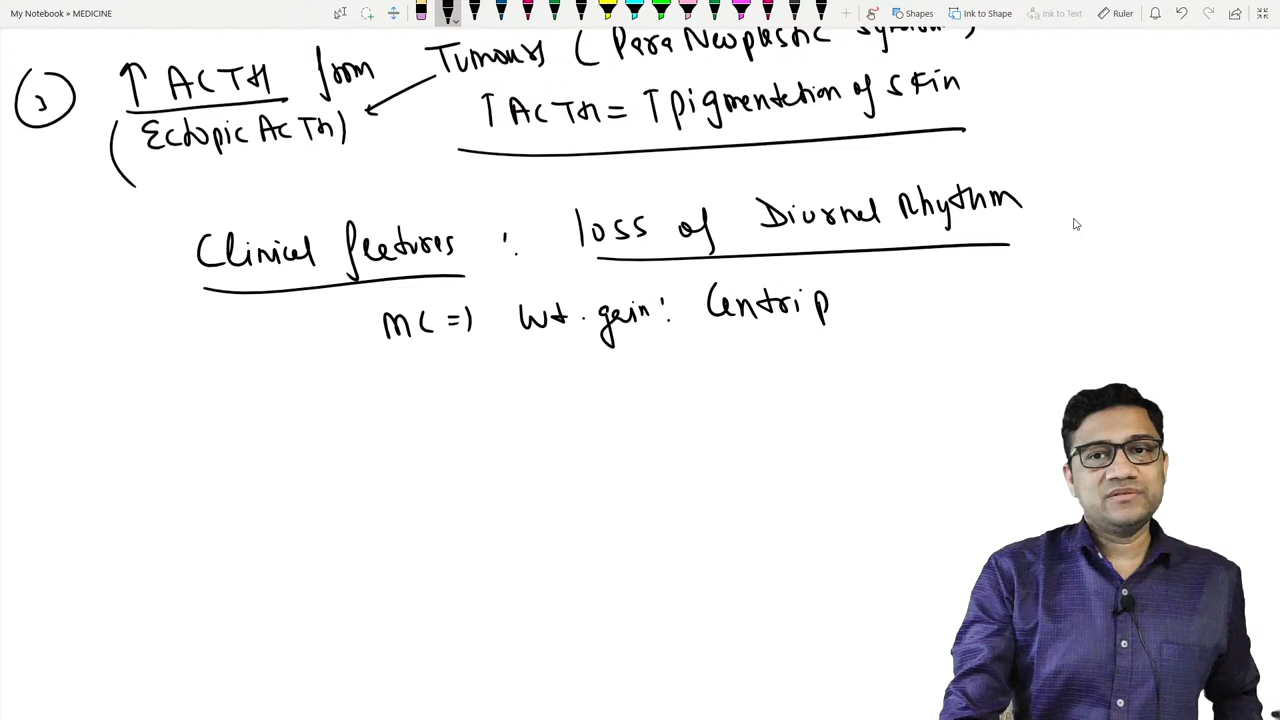 My Notebook » MEDICINE
Shapes Ink to Shape Ink to Text Ruler
3 ↑ ACTH from Tumours ( Para Neoplastic
(Ectopic ACTH) ↑ ACTH = ↑ pigmentation of skin
Clinical features : loss of Diurnal Rhythm
MC => Wt. gain : Centrip